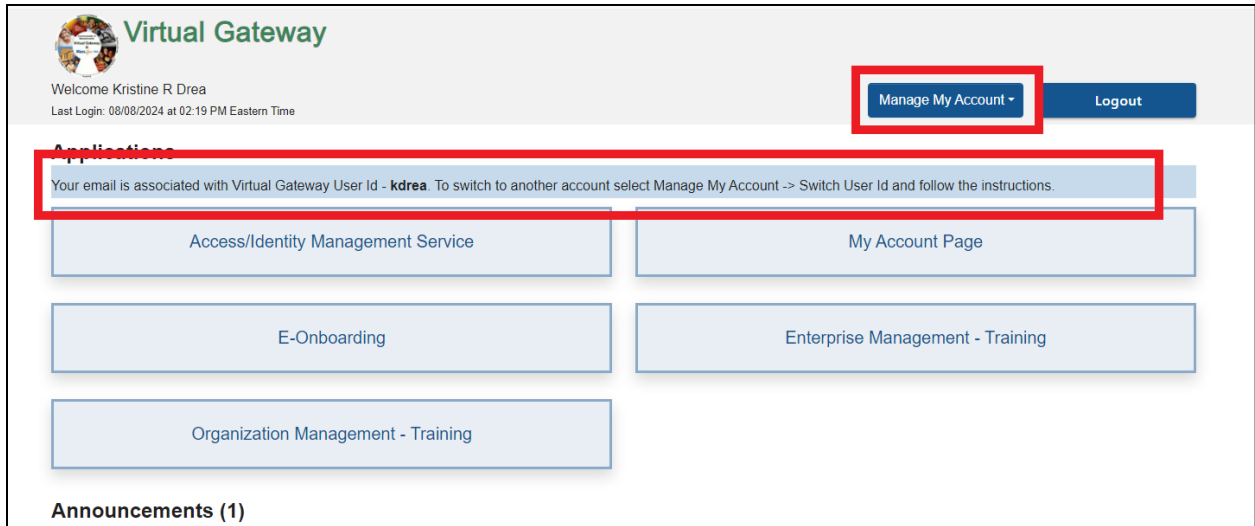 Virtual Gateway
Welcome Kristine R Drea
Last Login: 08/08/2024 at 02:19 PM Eastern Time
Manage My Account
Logout
Applications
Your email is associated with Virtual Gateway User Id - kdrea. To switch to another account select Manage My Account -> Switch User Id and follow the instructions.
Access/Identity Management Service
My Account Page
E-Onboarding
Enterprise Management - Training
Organization Management - Training
Announcements (1)